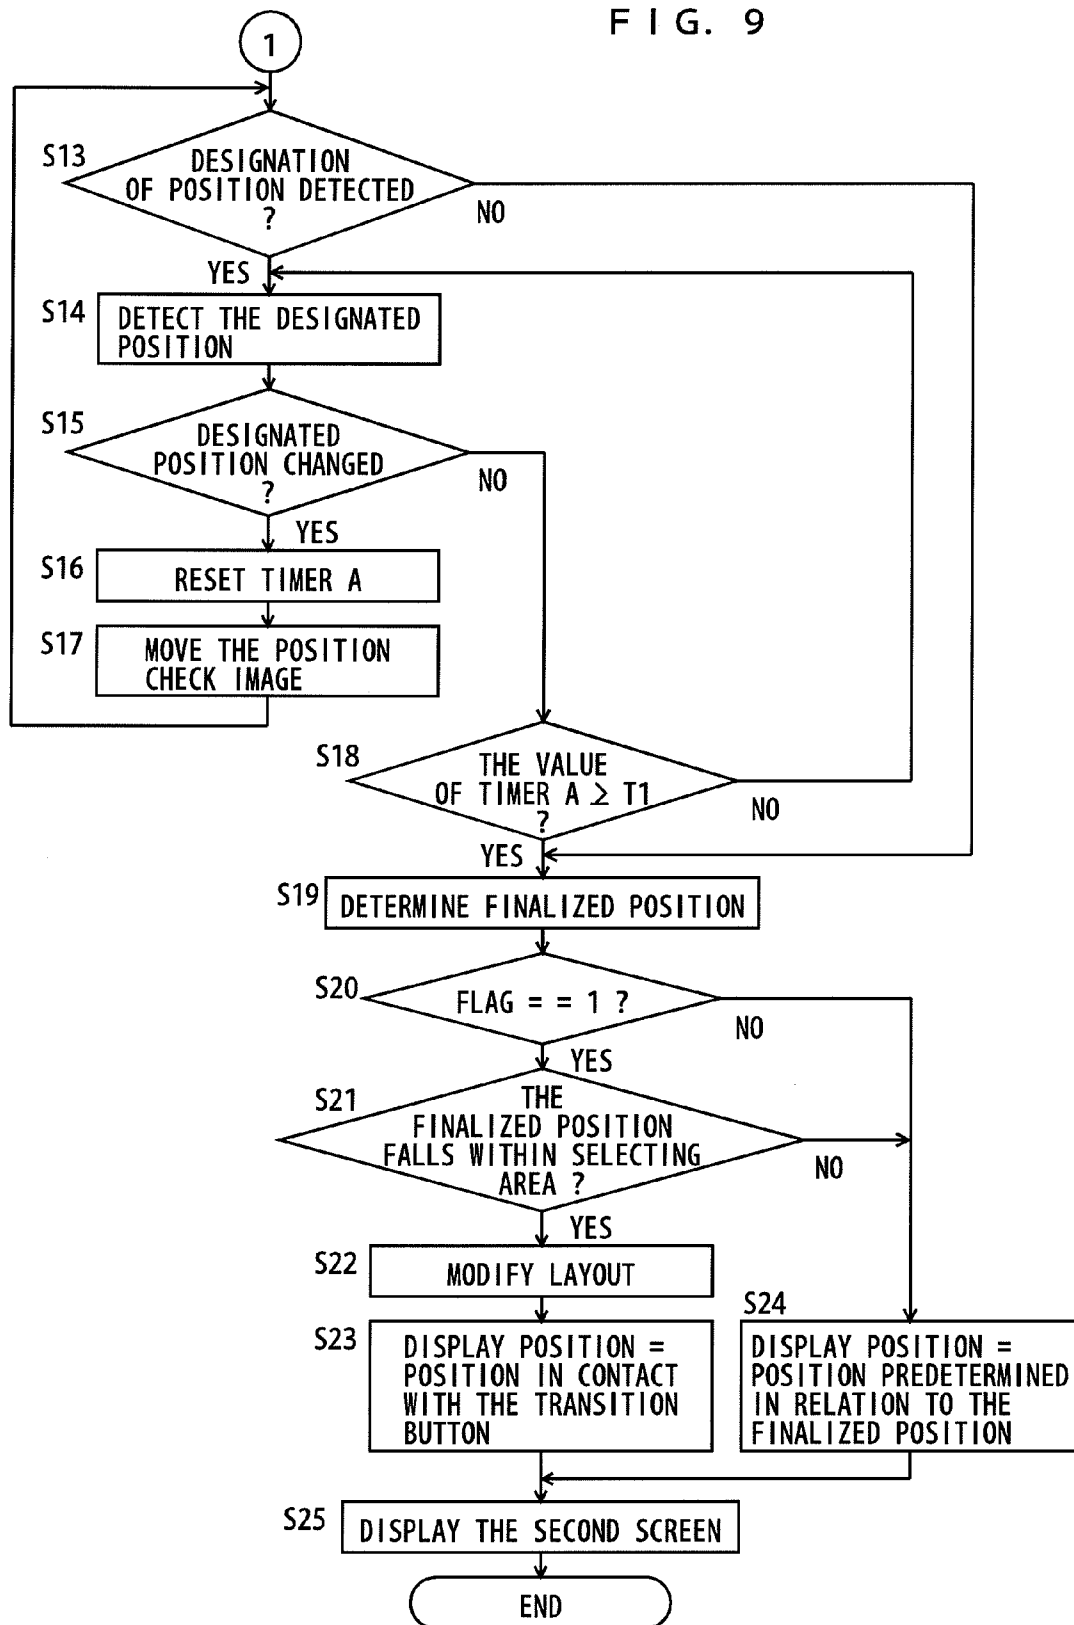 FIG. 9
1
S13
DESIGNATION
OF POSITION DETECTED
?
NO
YES
S14
DETECT THE DESIGNATED
POSITION
S15
DESIGNATED
POSITION CHANGED
?
NO
YES
S16
RESET TIMER A
S17
MOVE THE POSITION
CHECK IMAGE
S18
THE VALUE
OF TIMER A ≥ T1
?
NO
YES
S19
DETERMINE FINALIZED POSITION
S20
FLAG = = 1 ?
NO
YES
S21
THE
FINALIZED POSITION
FALLS WITHIN SELECTING
AREA ?
NO
YES
S22
MODIFY LAYOUT
S23
DISPLAY POSITION =
POSITION IN CONTACT
WITH THE TRANSITION
BUTTON
S24
DISPLAY POSITION =
POSITION PREDETERMINED
IN RELATION TO THE
FINALIZED POSITION
S25
DISPLAY THE SECOND SCREEN
END